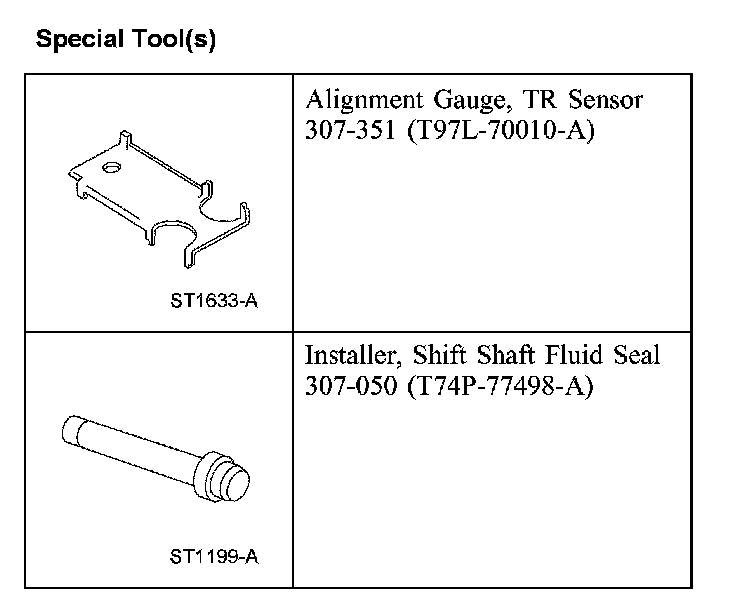 Special Tool(s)
Alignment Gauge, TR Sensor
307-351 (T97L-70010-A)
ST1633-A
Installer, Shift Shaft Fluid Seal
307-050 (T74P-77498-A)
ST1199-A